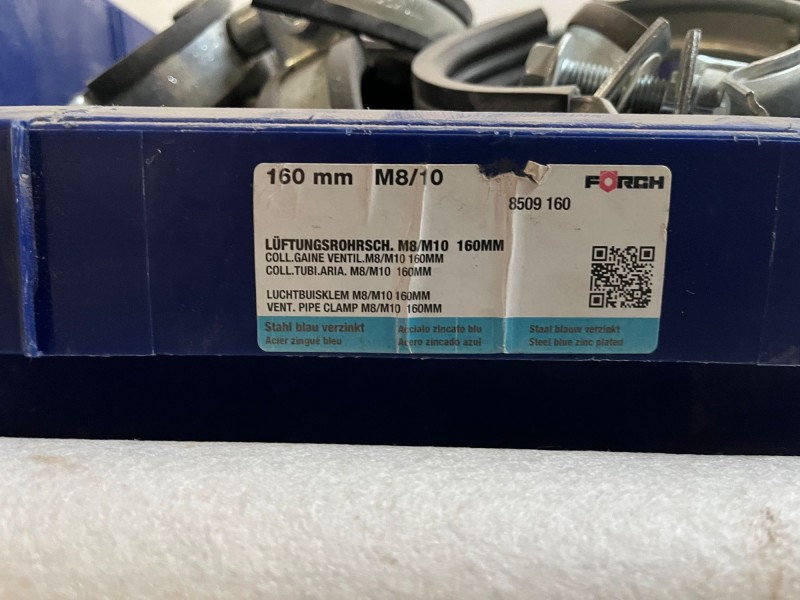 160 mm M8/10
FÖRCH
8509 160
LÜFTUNGSROHRSCH. M8/M10 160MM
COLL.GAINE VENTIL.M8/M10 160MM
COLL.TUBI.ARIA. M8/M10 160MM
LUCHTBUISKLEM M8/M10 160MM
VENT. PIPE CLAMP M8/M10 160MM
Stahl blau verzinkt Acciaio zincato blu Staal blauw verzinkt
Acier zingué bleu Acero zincado azul Steel blue zinc plated